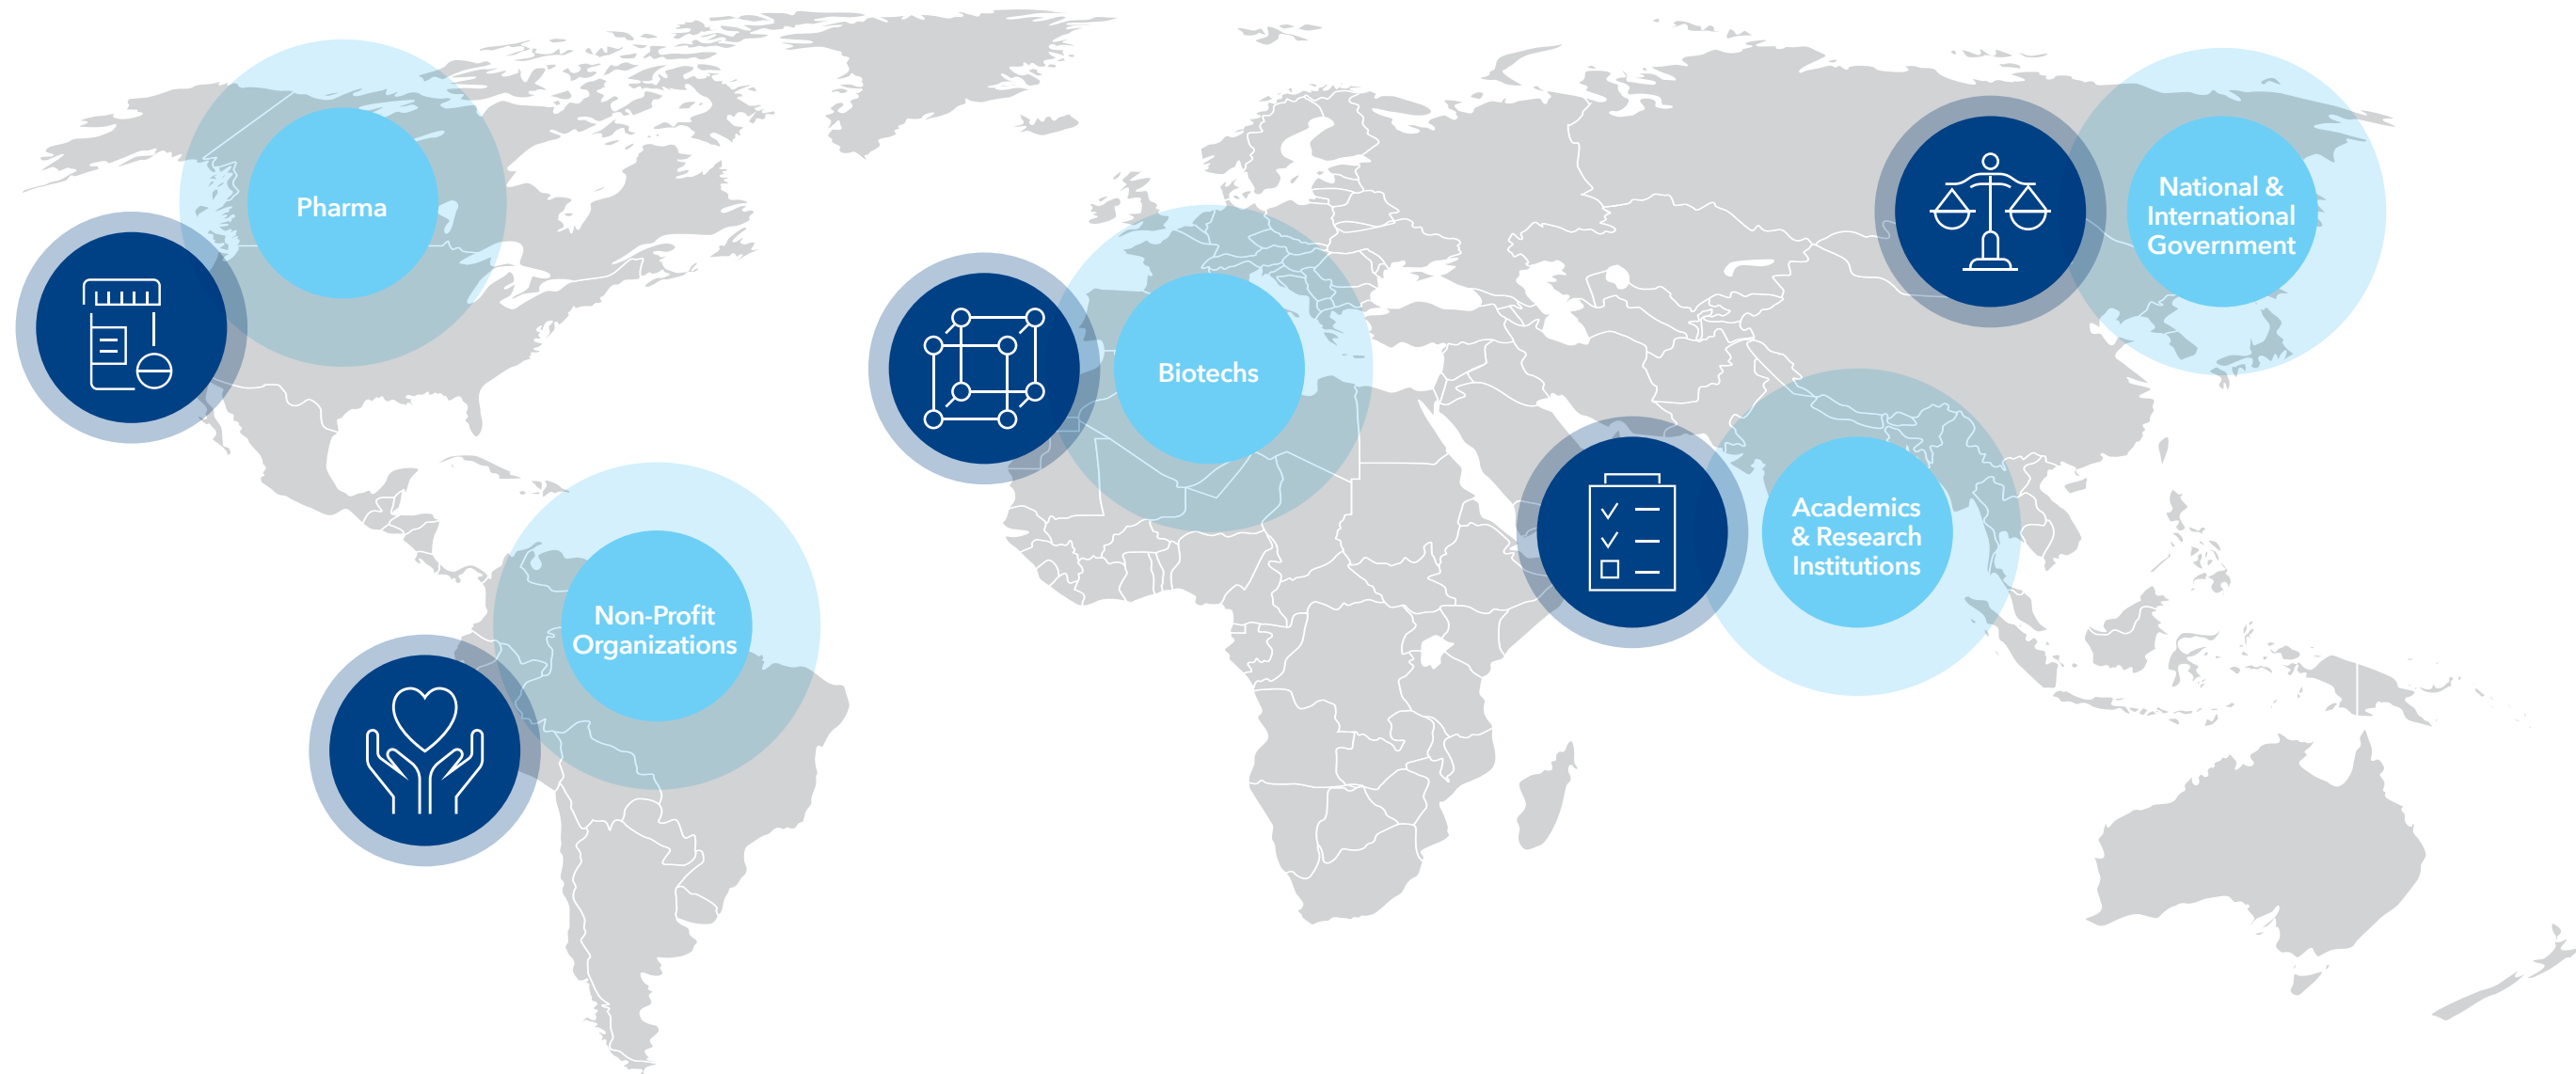 Pharma
National &
International
Government
Biotechs
Academics
& Research
Institutions
Non-Profit
Organizations